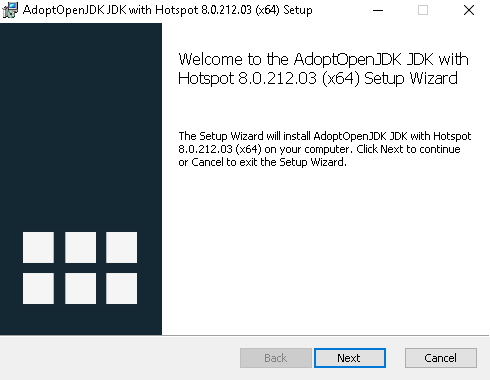 AdoptOpenJDK JDK with Hotspot 8.0.212.03 (x64) Setup
Welcome to the AdoptOpenJDK JDK with
Hotspot 8.0.212.03 (x64) Setup Wizard
The Setup Wizard will install AdoptOpenJDK JDK with Hotspot
8.0.212.03 (x64) on your computer. Click Next to continue
or Cancel to exit the Setup Wizard.
Back Next Cancel